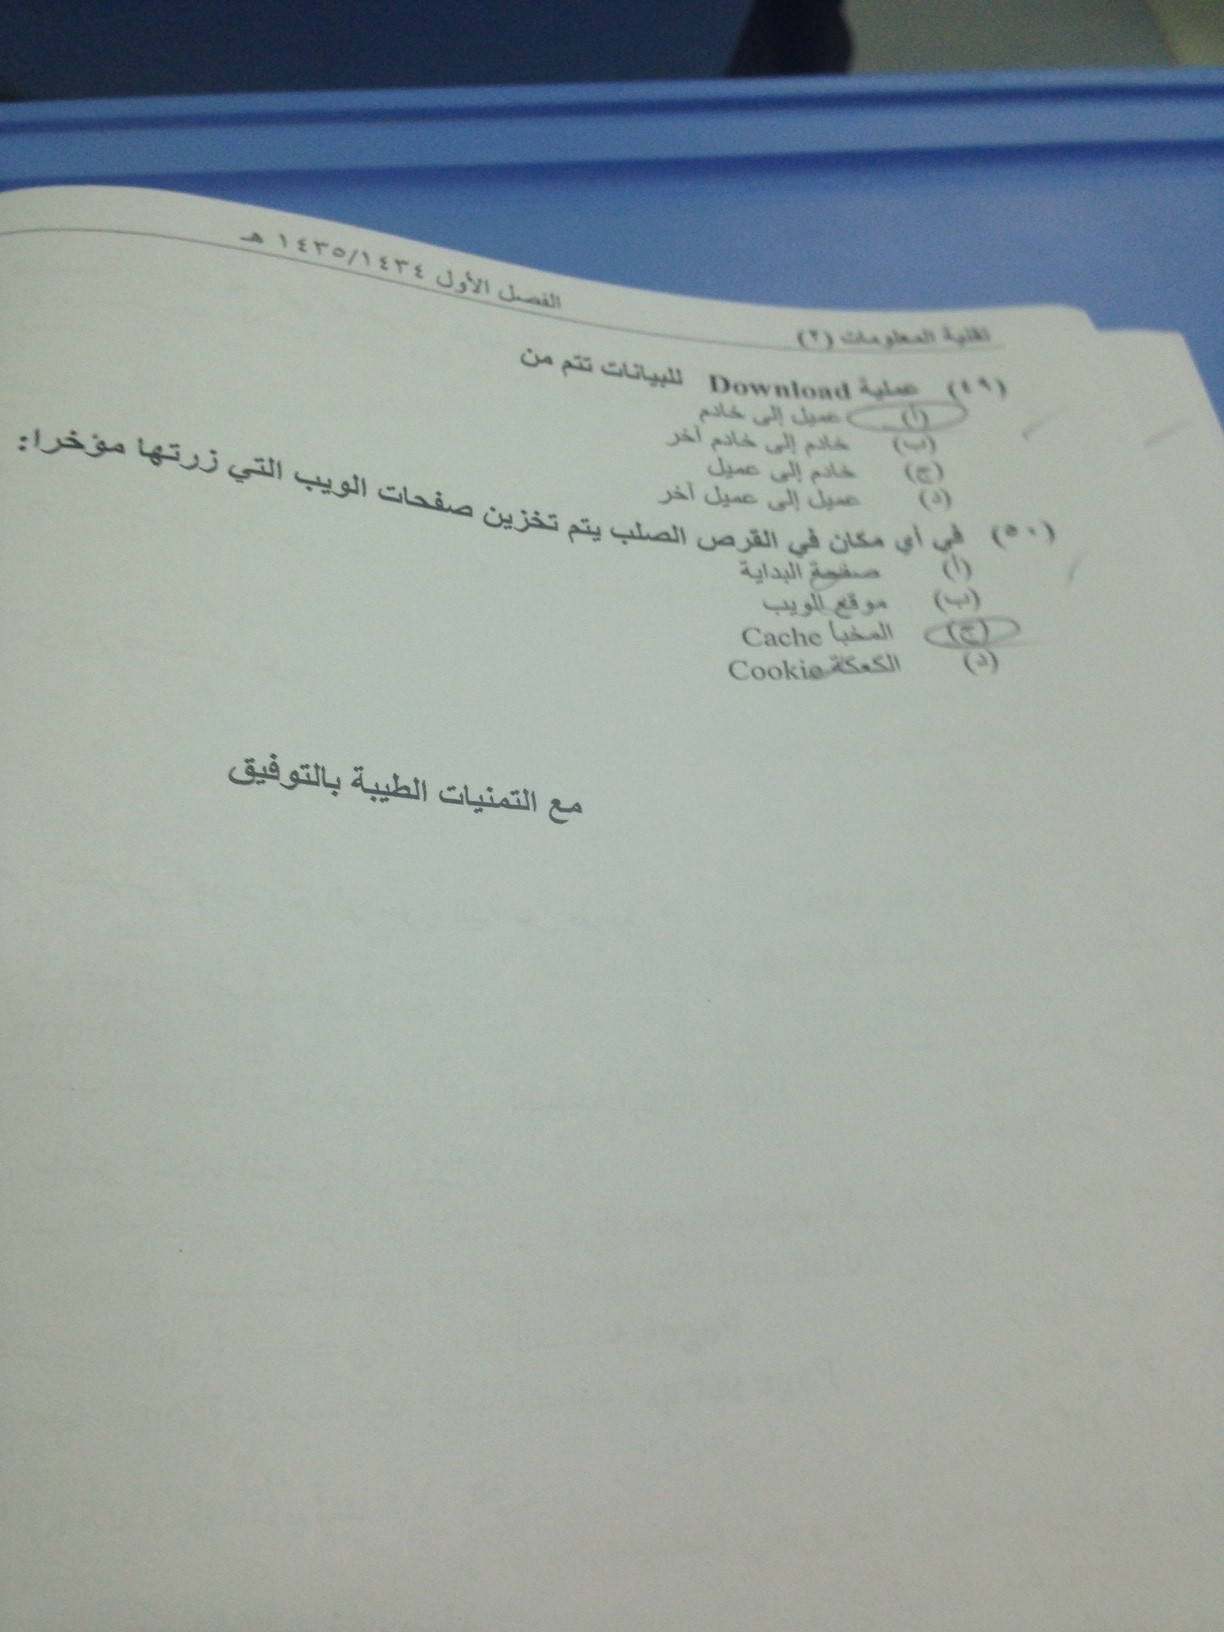 تقنية المعلومات (٢) الفصل الأول ١٤٣٥/١٤٣٤ هـ
(٤٩) عملية Download للبيانات تتم من
(أ) عميل إلى خادم
(ب) خادم إلى خادم آخر
(ج) خادم إلى عميل
(د) عميل إلى عميل آخر
(٥٠) في أي مكان في القرص الصلب يتم تخزين صفحات الويب التي زرتها مؤخرا:
(أ) صفحة البداية
(ب) موقع الويب
(ج) المخبأ Cache
(د) الكعكة Cookie
مع التمنيات الطيبة بالتوفيق